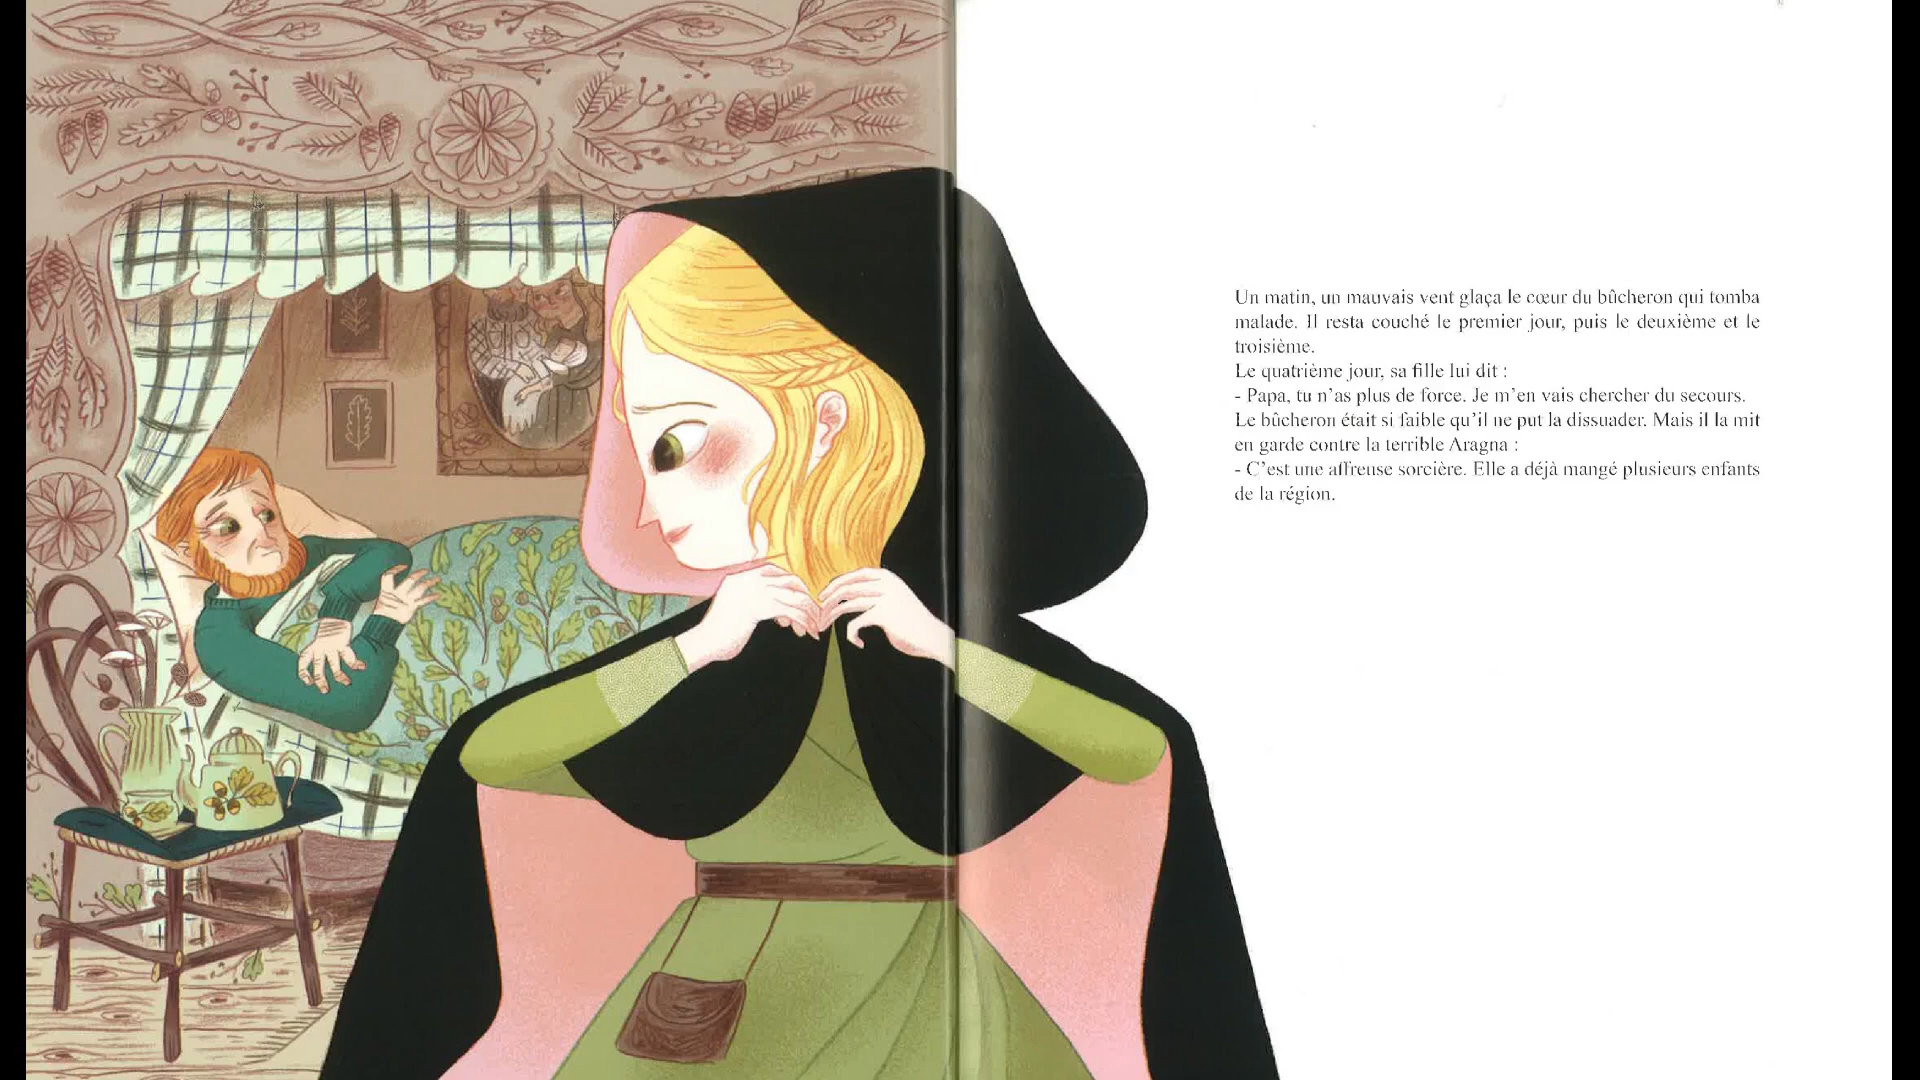 Un matin, un mauvais vent glaça le cœur du bûcheron qui tomba
malade. Il resta couché le premier jour, puis le deuxième et le
troisième.
Le quatrième jour, sa fille lui dit :
- Papa, tu n'as plus de force. Je m'en vais chercher du secours.
Le bûcheron était si faible qu'il ne put la dissuader. Mais il la mit
en garde contre la terrible Aragna :
- C'est une affreuse sorcière. Elle a déjà mangé plusieurs enfants
de la région.